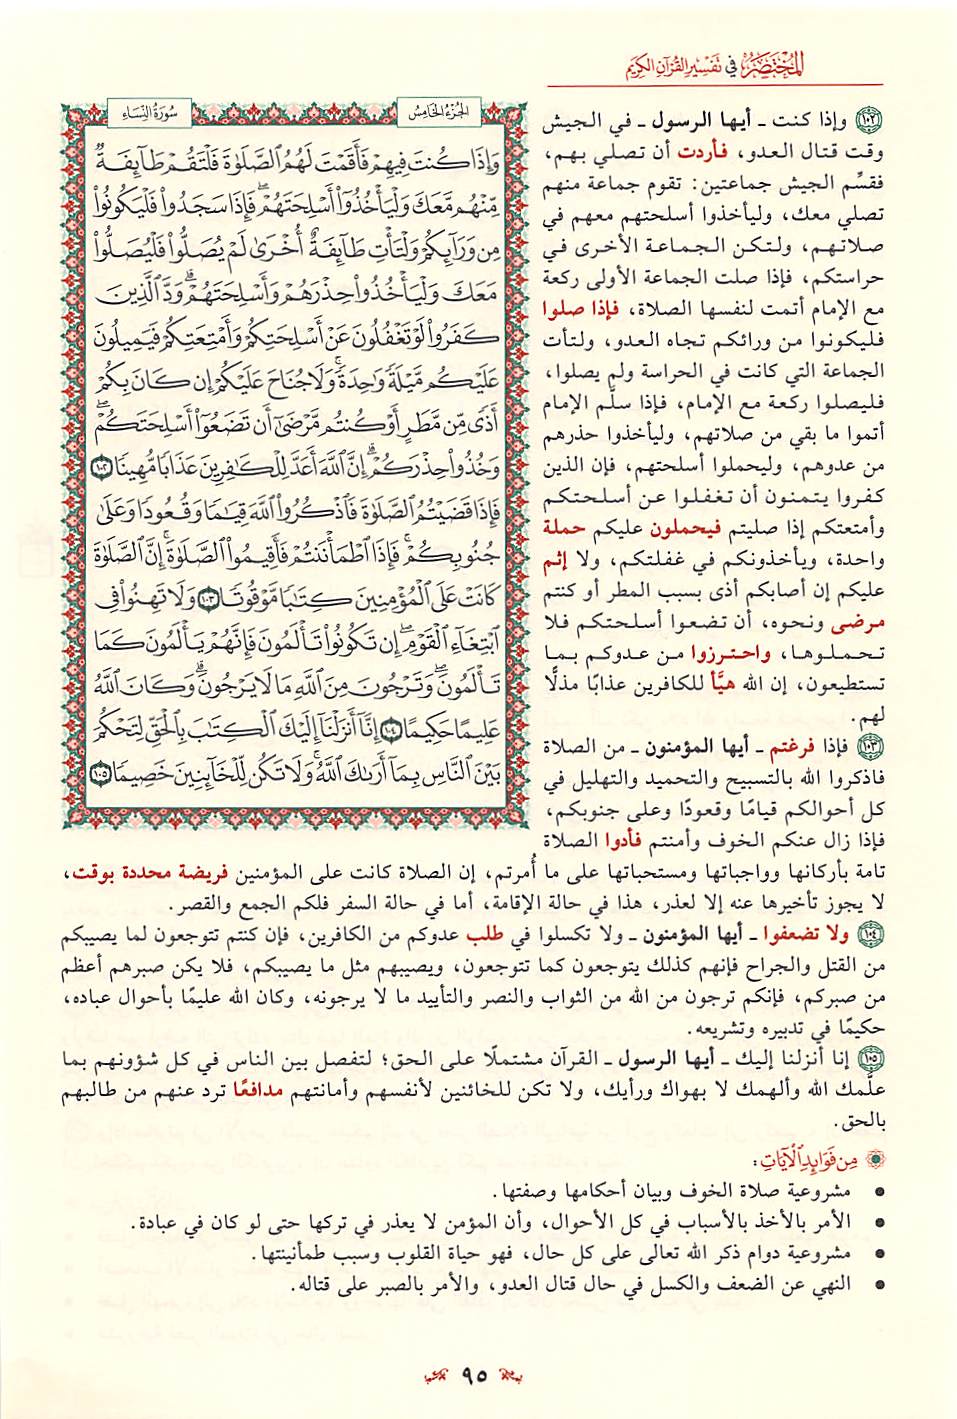 المختصر في تفسير القرآن الكريم
الجزء الخامس
سورة النساء
وَإِذَا كُنتَ فِيهِمْ فَأَقَمْتَ لَهُمُ ٱلصَّلَوٰةَ فَلْتَقُمْ طَآئِفَةٌ
مِّنْهُم مَّعَكَ وَلْيَأْخُذُوٓا۟ أَسْلِحَتَهُمْۖ فَإِذَا سَجَدُوا۟ فَلْيَكُونُوا۟
مِن وَرَآئِكُمْ وَلْتَأْتِ طَآئِفَةٌ أُخْرَىٰ لَمْ يُصَلُّوا۟ فَلْيُصَلُّوا۟
مَعَكَ وَلْيَأْخُذُوا۟ حِذْرَهُمْ وَأَسْلِحَتَهُمْۗ وَدَّ ٱلَّذِينَ
كَفَرُوا۟ لَوْ تَغْفُلُونَ عَنْ أَسْلِحَتِكُمْ وَأَمْتِعَتِكُمْ فَيَمِيلُونَ
عَلَيْكُم مَّيْلَةً وَٰحِدَةًۚ وَلَا جُنَاحَ عَلَيْكُمْ إِن كَانَ بِكُمْ
أَذًى مِّن مَّطَرٍ أَوْ كُنتُم مَّرْضَىٰٓ أَن تَضَعُوٓا۟ أَسْلِحَتَكُمْۖ
وَخُذُوا۟ حِذْرَكُمْۗ إِنَّ ٱللَّهَ أَعَدَّ لِلْكَٰفِرِينَ عَذَابًا مُّهِينًا ١٠٢
فَإِذَا قَضَيْتُمُ ٱلصَّلَوٰةَ فَٱذْكُرُوا۟ ٱللَّهَ قِيَٰمًا وَقُعُودًا وَعَلَىٰ
جُنُوبِكُمْۚ فَإِذَا ٱطْمَأْنَنتُمْ فَأَقِيمُوا۟ ٱلصَّلَوٰةَۚ إِنَّ ٱلصَّلَوٰةَ
كَانَتْ عَلَى ٱلْمُؤْمِنِينَ كِتَٰبًا مَّوْقُوتًا ١٠٣ وَلَا تَهِنُوا۟ فِى
ٱبْتِغَآءِ ٱلْقَوْمِۖ إِن تَكُونُوا۟ تَأْلَمُونَ فَإِنَّهُمْ يَأْلَمُونَ كَمَا
تَأْلَمُونَۖ وَتَرْجُونَ مِنَ ٱللَّهِ مَا لَا يَرْجُونَۗ وَكَانَ ٱللَّهُ
عَلِيمًا حَكِيمًا ١٠٤ إِنَّآ أَنزَلْنَآ إِلَيْكَ ٱلْكِتَٰبَ بِٱلْحَقِّ لِتَحْكُمَ
بَيْنَ ٱلنَّاسِ بِمَآ أَرَىٰكَ ٱللَّهُۚ وَلَا تَكُن لِّلْخَآئِنِينَ خَصِيمًا ١٠٥
١٠٢ وإذا كنت ـ أيها الرسول ـ في الجيش
وقت قتال العدو، فأردت أن تصلي بهم،
فقسِّم الجيش جماعتين: تقوم جماعة منهم
تصلي معك، وليأخذوا أسلحتهم معهم في
صلاتهم، ولتكن الجماعة الأخرى في
حراستكم، فإذا صلت الجماعة الأولى ركعة
مع الإمام أتمت لنفسها الصلاة، فإذا صلوا
فليكونوا من ورائكم تجاه العدو، ولتأت
الجماعة التي كانت في الحراسة ولم يصلوا،
فليصلوا ركعة مع الإمام، فإذا سلَّم الإمام
أتموا ما بقي من صلاتهم، وليأخذوا حذرهم
من عدوهم، وليحملوا أسلحتهم، فإن الذين
كفروا يتمنون أن تغفلوا عن أسلحتكم
وأمتعتكم إذا صليتم فيحملون عليكم حملة
واحدة، ويأخذونكم في غفلتكم، ولا إثم
عليكم إن أصابكم أذى بسبب المطر أو كنتم
مرضى ونحوه، أن تضعوا أسلحتكم فلا
تحملوها، واحترزوا من عدوكم بما
تستطيعون، إن الله هيَّأ للكافرين عذابًا مذلًّا
لهم.
١٠٣ فإذا فرغتم ـ أيها المؤمنون ـ من الصلاة
فاذكروا الله بالتسبيح والتحميد والتهليل في
كل أحوالكم قيامًا وقعودًا وعلى جنوبكم،
فإذا زال عنكم الخوف وأمنتم فأدوا الصلاة
تامة بأركانها وواجباتها ومستحباتها على ما أُمرتم، إن الصلاة كانت على المؤمنين فريضة محددة بوقت،
لا يجوز تأخيرها عنه إلا لعذر، هذا في حالة الإقامة، أما في حالة السفر فلكم الجمع والقصر.
١٠٤ ولا تضعفوا ـ أيها المؤمنون ـ ولا تكسلوا في طلب عدوكم من الكافرين، فإن كنتم تتوجعون لما يصيبكم
من القتل والجراح فإنهم كذلك يتوجعون كما تتوجعون، ويصيبهم مثل ما يصيبكم، فلا يكن صبرهم أعظم
من صبركم، فإنكم ترجون من الله من الثواب والنصر والتأييد ما لا يرجونه، وكان الله عليمًا بأحوال عباده،
حكيمًا في تدبيره وتشريعه.
١٠٥ إنا أنزلنا إليك ـ أيها الرسول ـ القرآن مشتملًا على الحق؛ لتفصل بين الناس في كل شؤونهم بما
علَّمك الله وألهمك لا بهواك ورأيك، ولا تكن للخائنين لأنفسهم وأمانتهم مدافعًا ترد عنهم من طالبهم
بالحق.
من فوائد الآيات:
• مشروعية صلاة الخوف وبيان أحكامها وصفتها.
• الأمر بالأخذ بالأسباب في كل الأحوال، وأن المؤمن لا يعذر في تركها حتى لو كان في عبادة.
• مشروعية دوام ذكر الله تعالى على كل حال، فهو حياة القلوب وسبب طمأنينتها.
• النهي عن الضعف والكسل في حال قتال العدو، والأمر بالصبر على قتاله.
٩٥